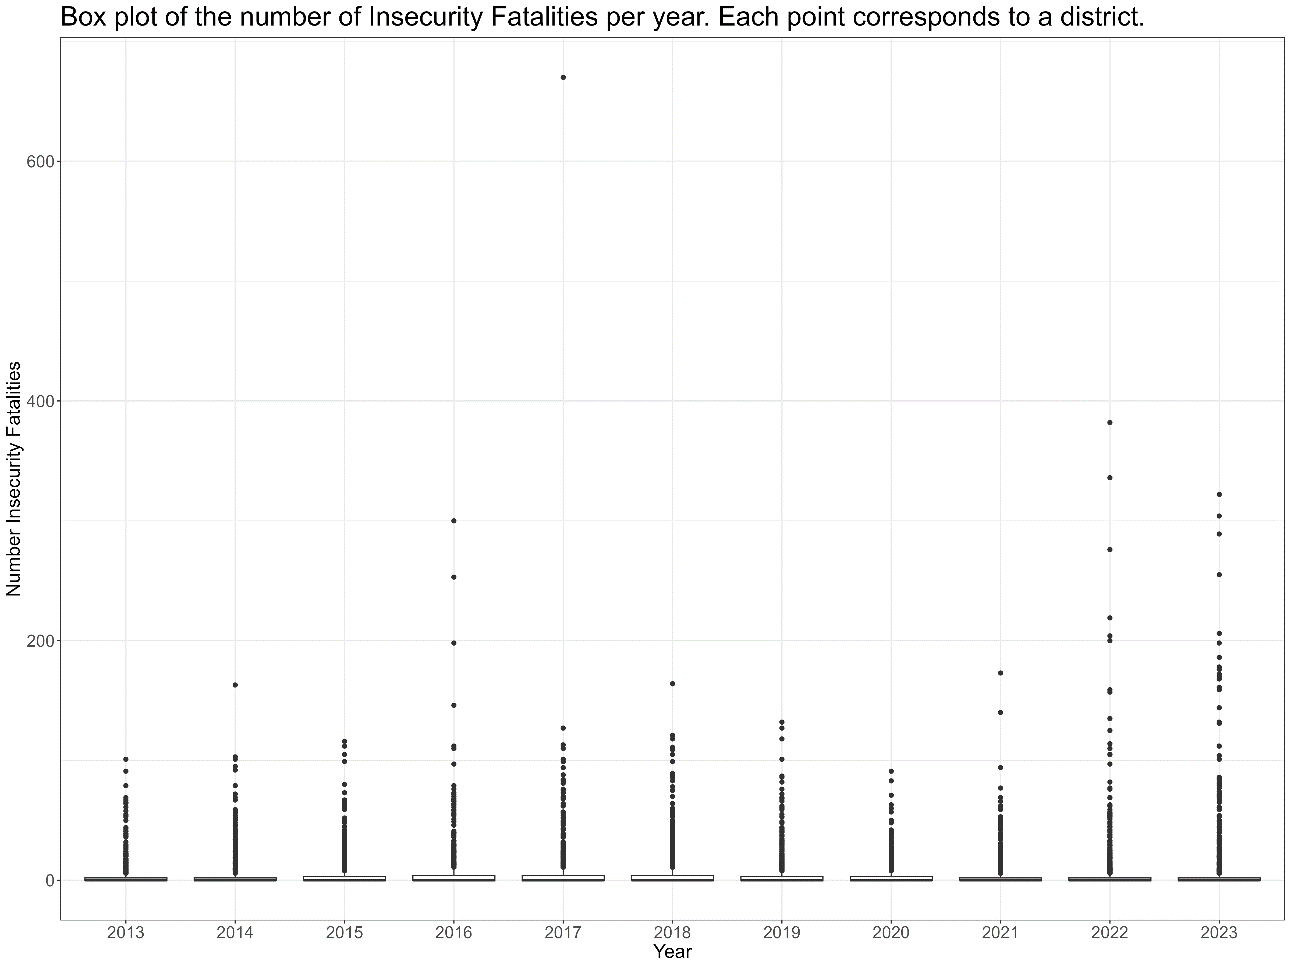 Box plot of the number of Insecurity Fatalities per year. Each point corresponds to a district.
600
400
200
0
Number Insecurity Fatalities
2013 2014 2015 2016 2017 2018 2019 2020 2021 2022 2023
Year